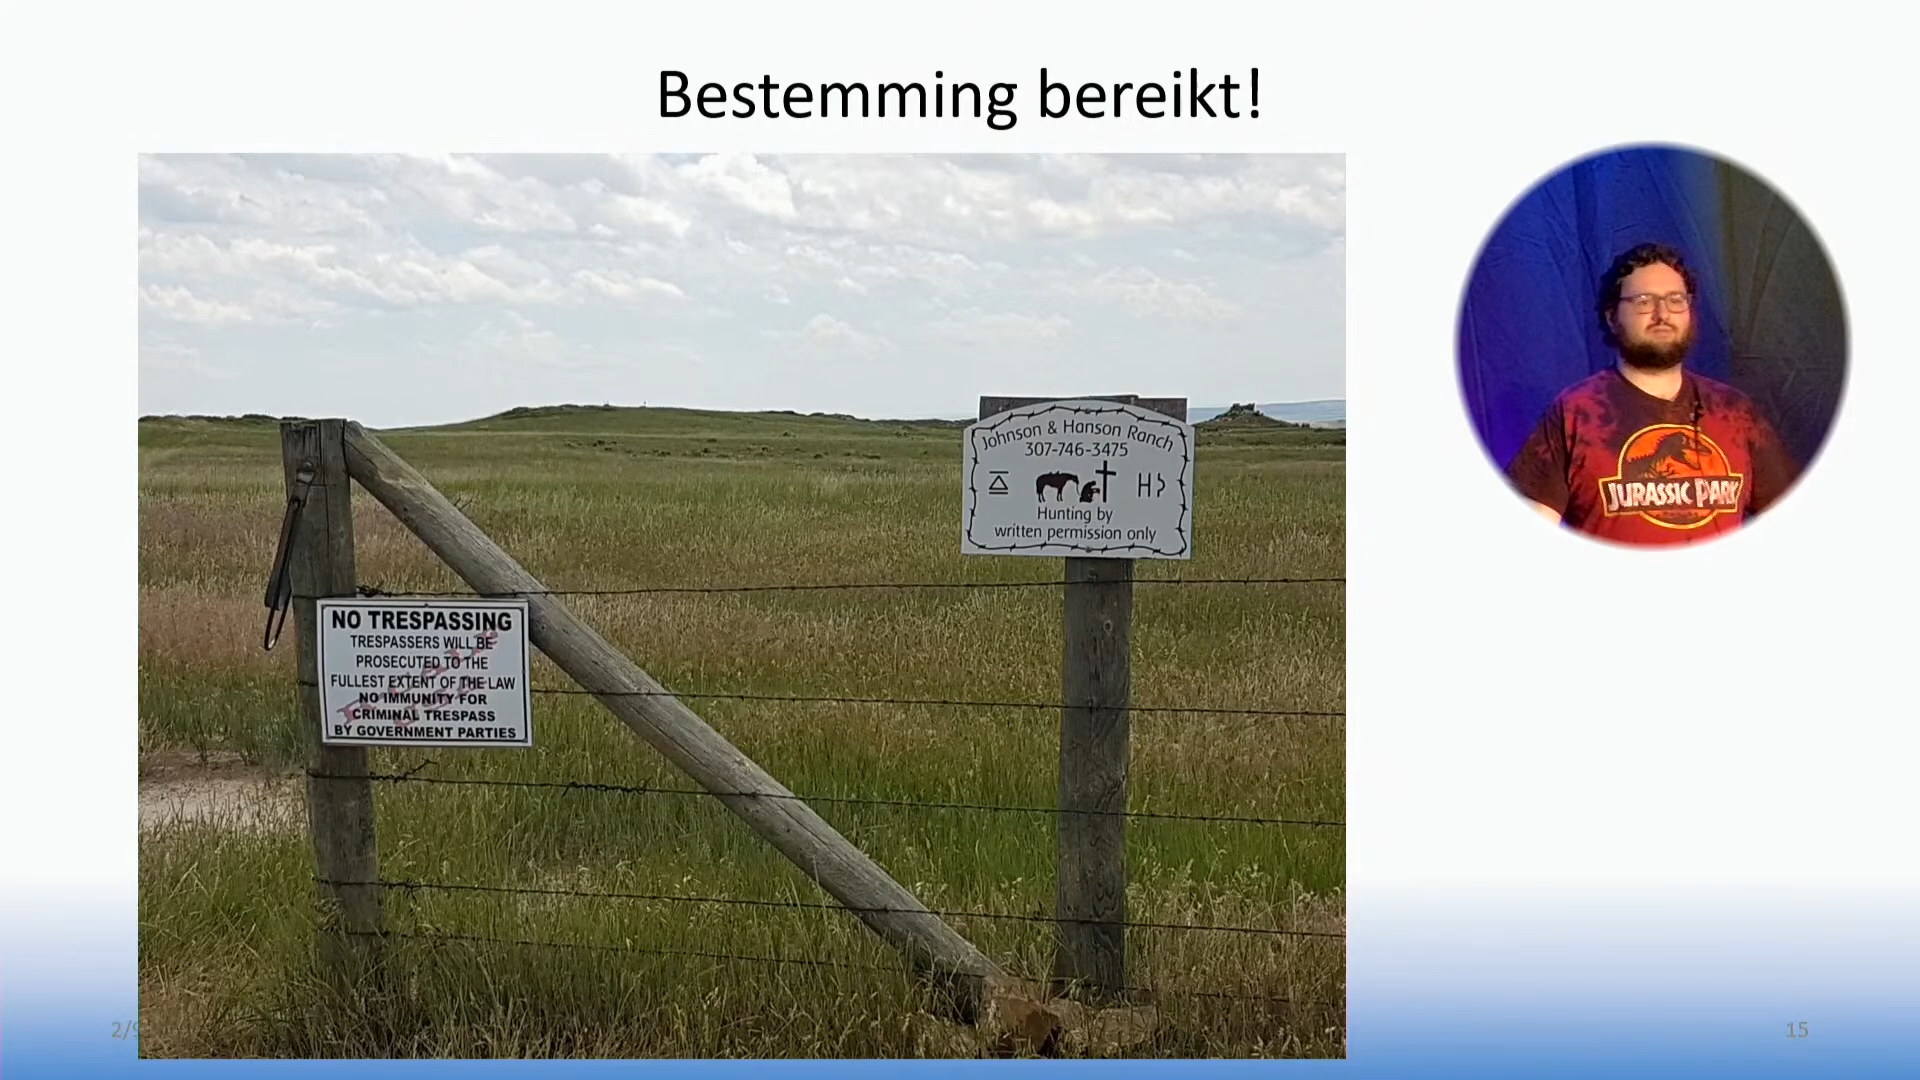 Bestemming bereikt!
Johnson & Hanson Ranch
307-746-3475
Hunting by
written permission only
NO TRESPASSING
TRESPASSERS WILL BE
PROSECUTED TO THE
FULLEST EXTENT OF THE LAW
NO IMMUNITY FOR
CRIMINAL TRESPASS
BY GOVERNMENT PARTIES
JURASSIC PARK
15